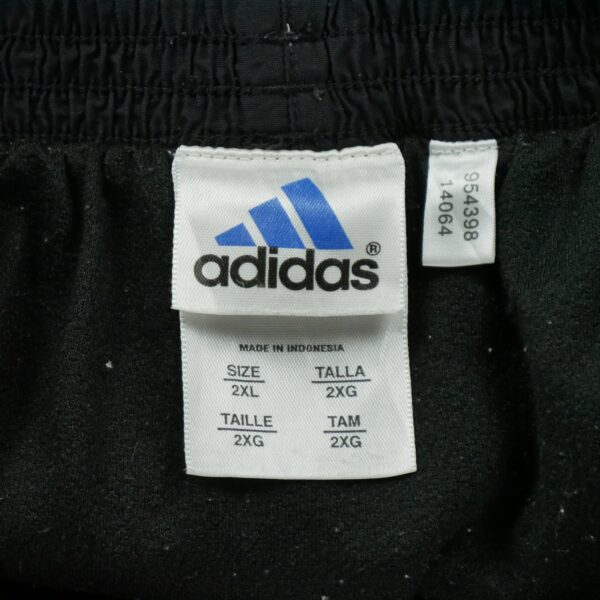 adidas®
MADE IN INDONESIA
SIZE TALLA
2XL 2XG
TAILLE TAM
2XG 2XG
954398
14064